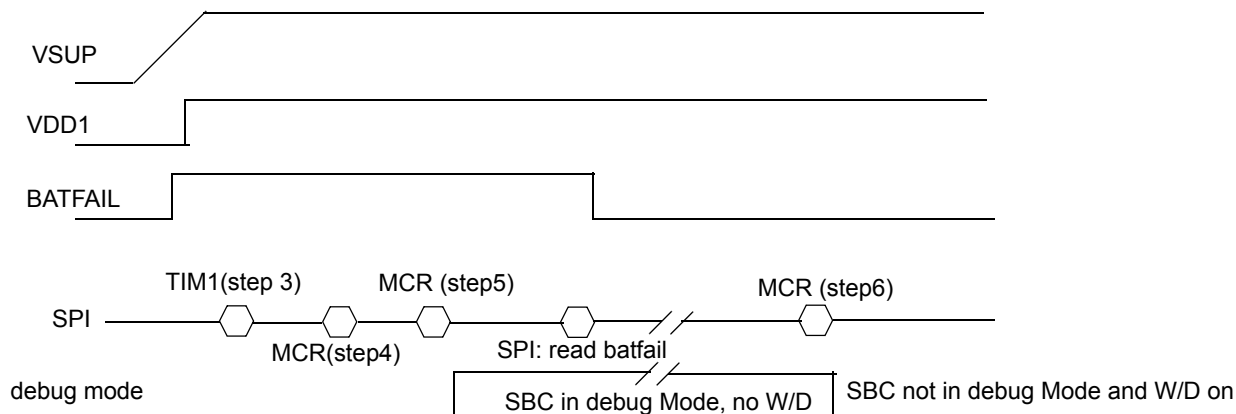 VSUP
VDD1
BATFAIL
TIM1(step 3)
MCR (step5)
MCR (step6)
SPI
MCR(step4)
SPI: read batfail
debug mode
SBC in debug Mode, no W/D
SBC not in debug Mode and W/D on